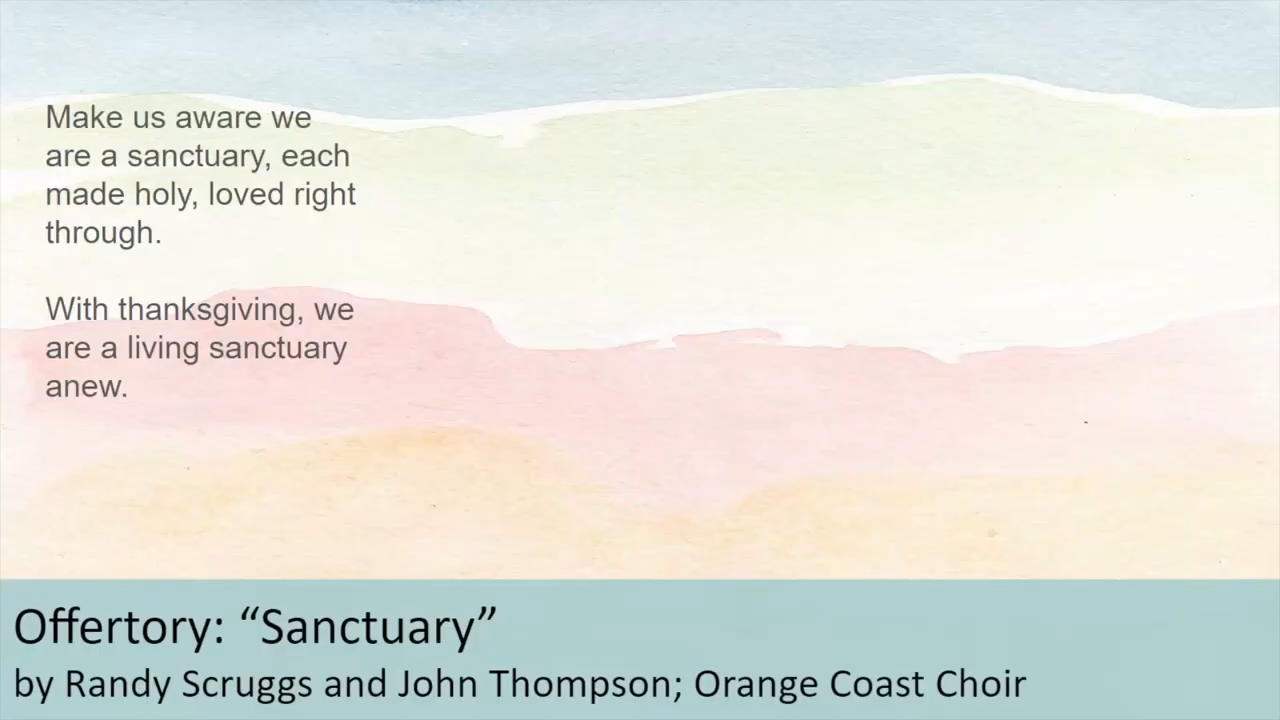 Make us aware we
are a sanctuary, each
made holy, loved right
through.
With thanksgiving, we
are a living sanctuary
anew.
Offertory: “Sanctuary”
by Randy Scruggs and John Thompson; Orange Coast Choir